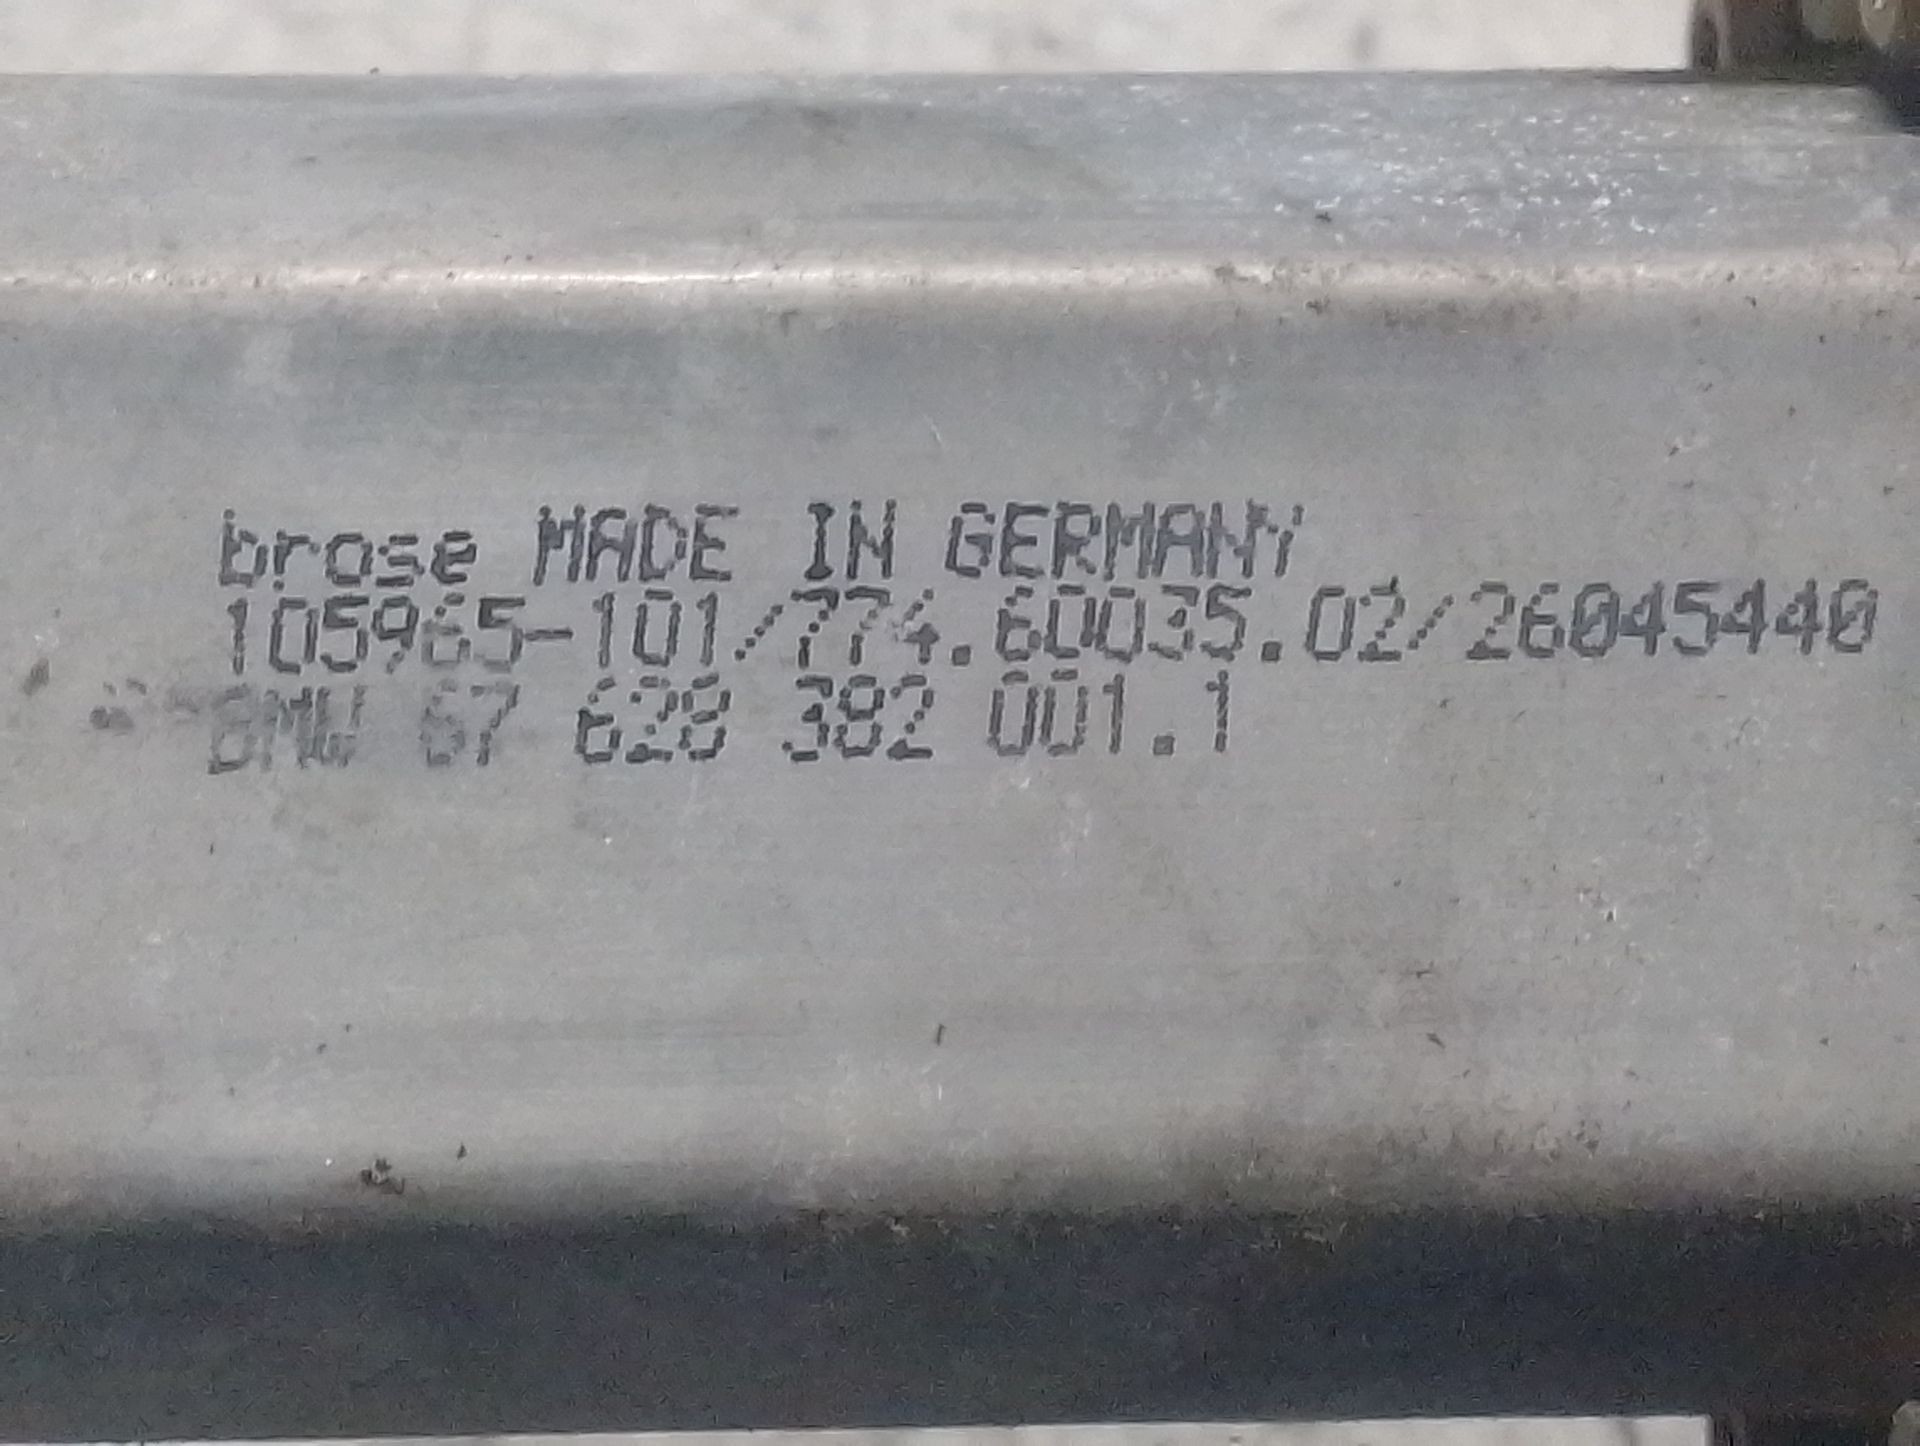 brose MADE IN GERMANY
105965-101/774.60035.02/26045440
BMW 67 628 382 001.1